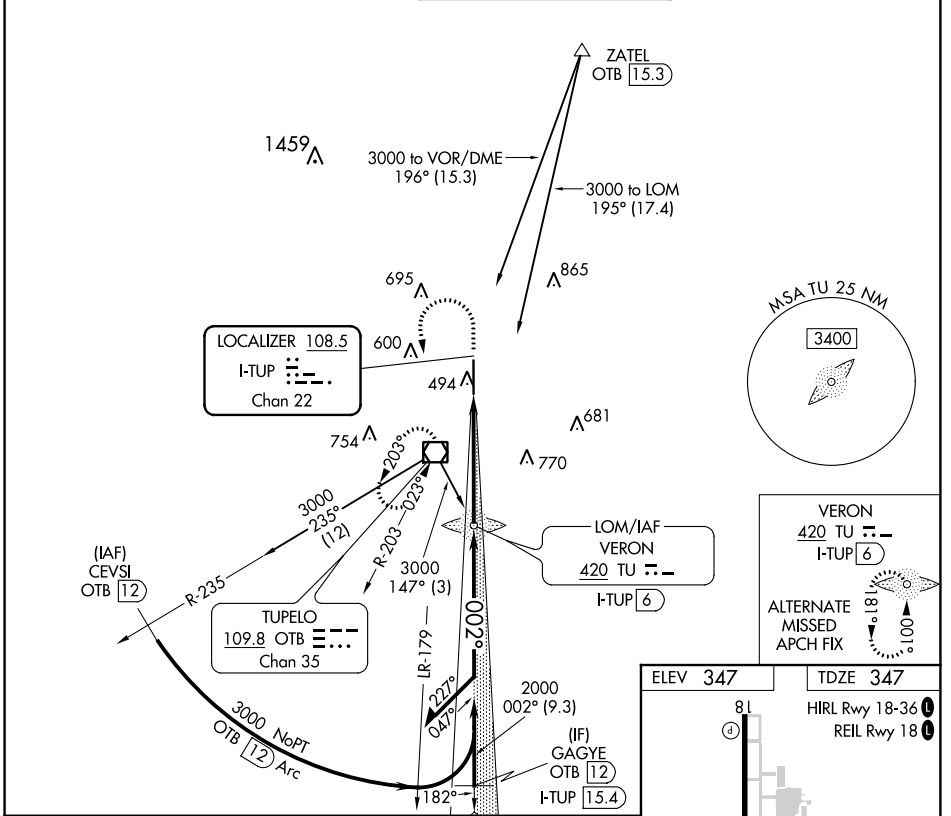 ZATEL
OTB 15.3
1459
3000 to VOR/DME
196° (15.3)
3000 to LOM
195° (17.4)
865
695
MSA TU 25 NM
3400
LOCALIZER 108.5
I-TUP
Chan 22
600
494
681
754
770
203°
023°
3000
235°
(12)
R-203
3000
147° (3)
LOM/IAF
VERON
420 TU
I-TUP 6
VERON
420 TU
I-TUP 6
ALTERNATE
MISSED
APCH FIX
181°
001°
(IAF)
CEVSI
OTB 12
R-235
TUPELO
109.8 OTB
Chan 35
LR-179
002°
227°
047°
2000
002° (9.3)
3000 NoPT
OTB 12 Arc
(IF)
GAGYE
OTB 12
I-TUP 15.4
182°
ELEV 347
TDZE 347
18
P
HIRL Rwy 18-36 L
REIL Rwy 18 L